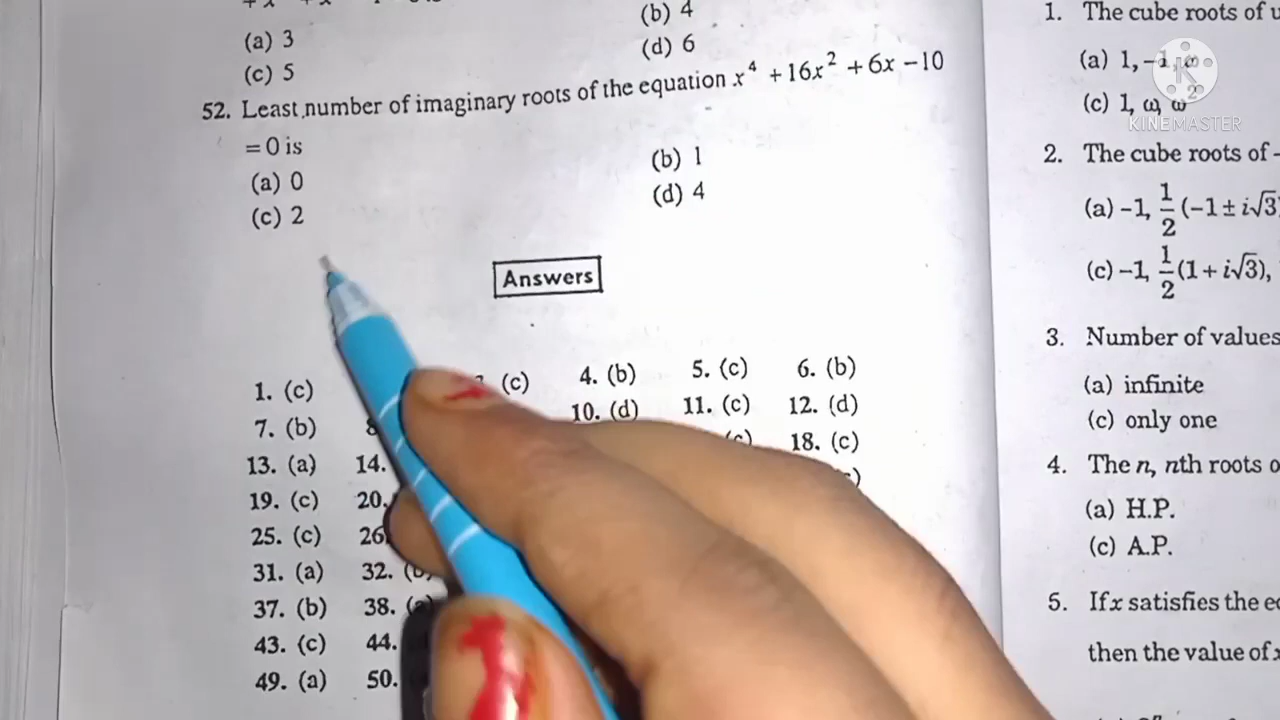 (a) 3
(b) 4
(c) 5
(d) 6
52. Least number of imaginary roots of the equation x⁴ + 16x² + 6x − 10
= 0 is
(a) 0
(b) 1
(c) 2
(d) 4
Answers
1. (c) (c) 4. (b) 5. (c) 6. (b)
7. (b) 10. (d) 11. (c) 12. (d)
13. (a) 14. 18. (c)
19. (c) 20.
25. (c) 26.
31. (a) 32.
37. (b) 38.
43. (c) 44.
49. (a) 50.
1. The cube roots of
(a) 1, −1, ω
(c) 1, ω, ω²
2. The cube roots of −
(a) −1, 1/2 (−1 ± i√3)
(c) −1, 1/2 (1 + i√3),
3. Number of values
(a) infinite
(c) only one
4. The n, nth roots
(a) H.P.
(c) A.P.
5. If x satisfies the
then the value of
KINEMASTER